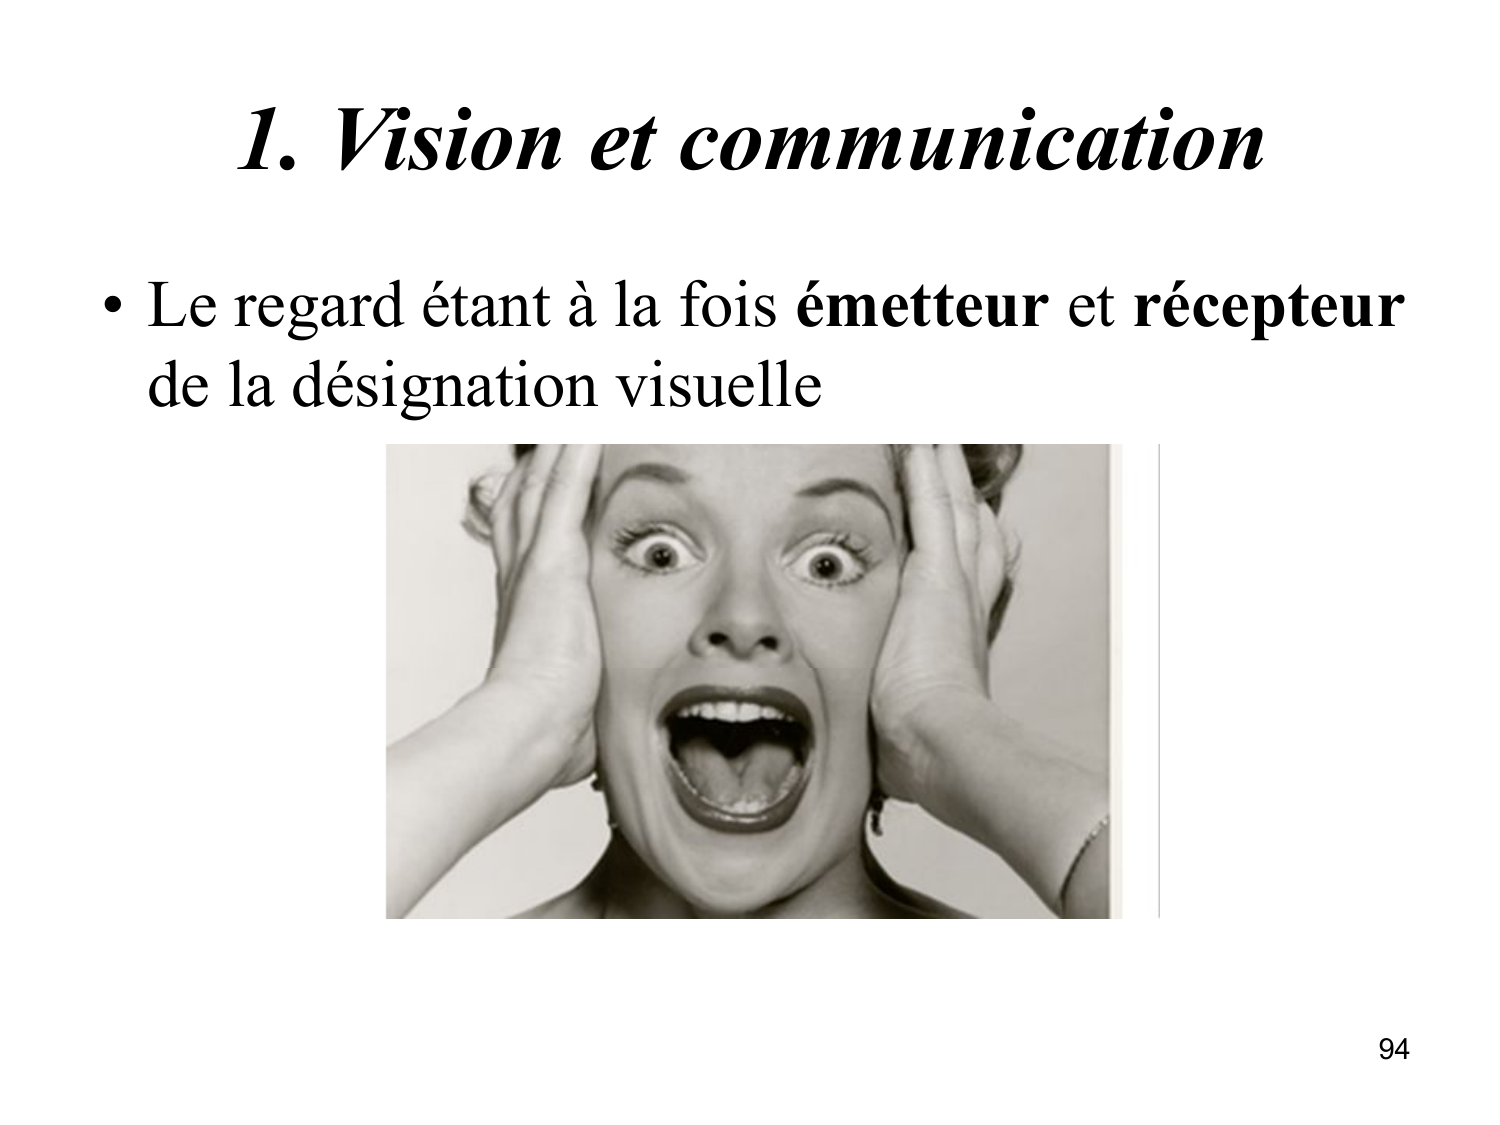 1. Vision et communication
• Le regard étant à la fois émetteur et récepteur
de la désignation visuelle
94